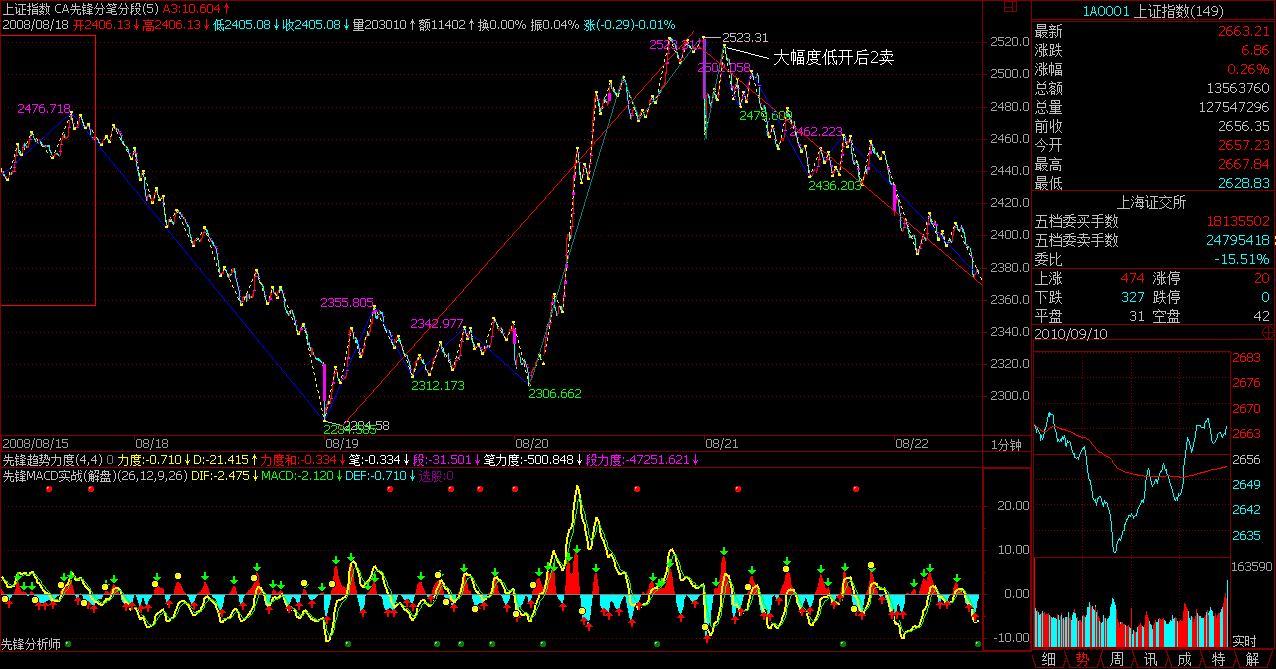 上证指数 CA先锋分笔分段(5) A3:10.604↑
2008/08/18 开2406.13↓高2406.13↓低2405.08↓收2405.08↓量203010↑额11402↑换0.00% 振0.04% 涨(-0.29)-0.01%
2523.31
大幅度低开后2卖
2476.718
2479.60
2462.223
2436.203
2355.805
2342.977
2312.173
2306.662
2284.58
2520.0
2500.0
2480.0
2460.0
2440.0
2420.0
2400.0
2380.0
2360.0
2340.0
2320.0
2300.0
2008/08/15 08/18 08/19 08/20 08/21 08/22 1分钟
先锋趋势力度(4,4) 0 力度:-0.710↓D:-21.415↑力度和:-0.334↓笔:-0.334↓段:-31.501↓笔力度:-500.848↓段力度:-47251.621↓
先锋MACD实战(解盘)(26,12,9,26) DIF:-2.475↓MACD:-2.120↓DEF:-0.710↓选股:0
20.00
10.00
0.00
-10.00
先锋分析师
1A0001 上证指数(149)
最新 2663.21
涨跌 6.86
涨幅 0.26%
总额 13563760
总量 127547296
前收 2656.35
今开 2657.23
最高 2667.84
最低 2628.83
上海证交所
五档委买手数 18135502
五档委卖手数 24795418
委比 -15.51%
上涨 474 涨停 20
下跌 327 跌停 0
平盘 31 空盘 42
2010/09/10
2683
2676
2670
2663
2656
2649
2642
2635
163590
实时
细 势 周 讯 成 特 解